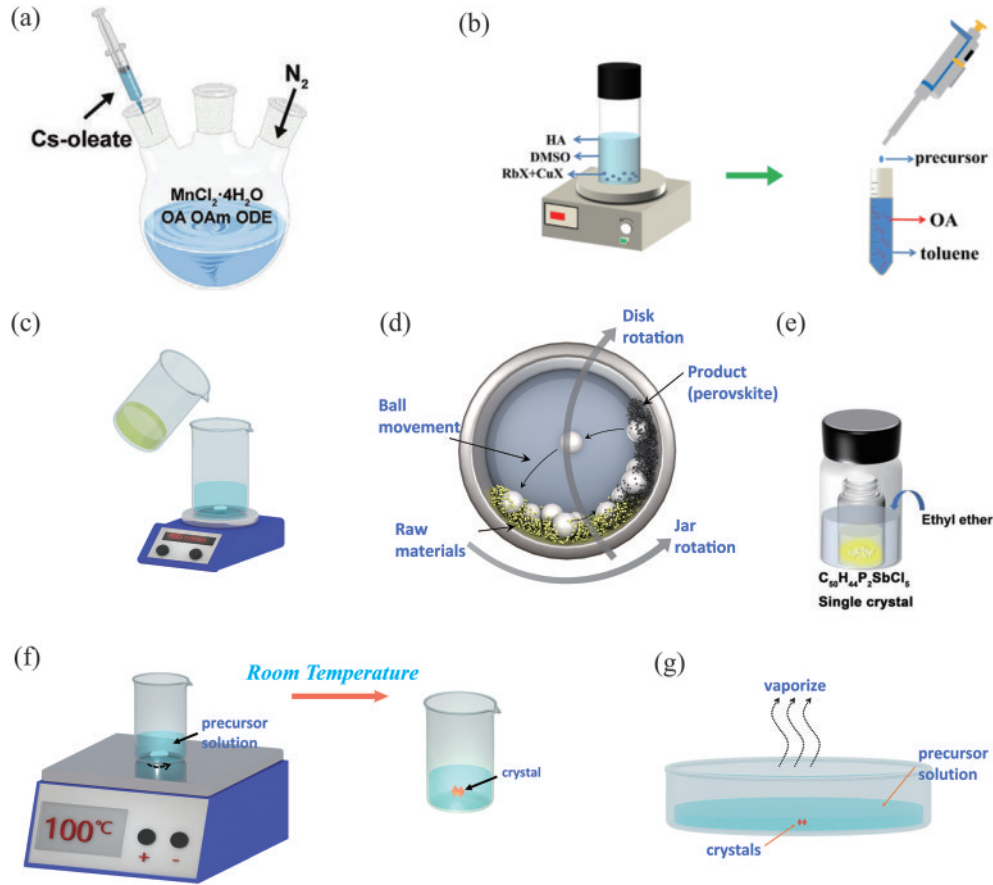 (a)
Cs-oleate
N₂
MnCl₂·4H₂O
OA OAm ODE
(b)
HA
DMSO
RbX+CuX
precursor
OA
toluene
(c)
(d)
Disk
rotation
Product
(perovskite)
Ball
movement
Raw
materials
Jar
rotation
(e)
Ethyl ether
C₅₀H₄₄P₂SbCl₅
Single crystal
(f)
Room Temperature
precursor
solution
crystal
100℃
+ -
(g)
vaporize
precursor
solution
crystals